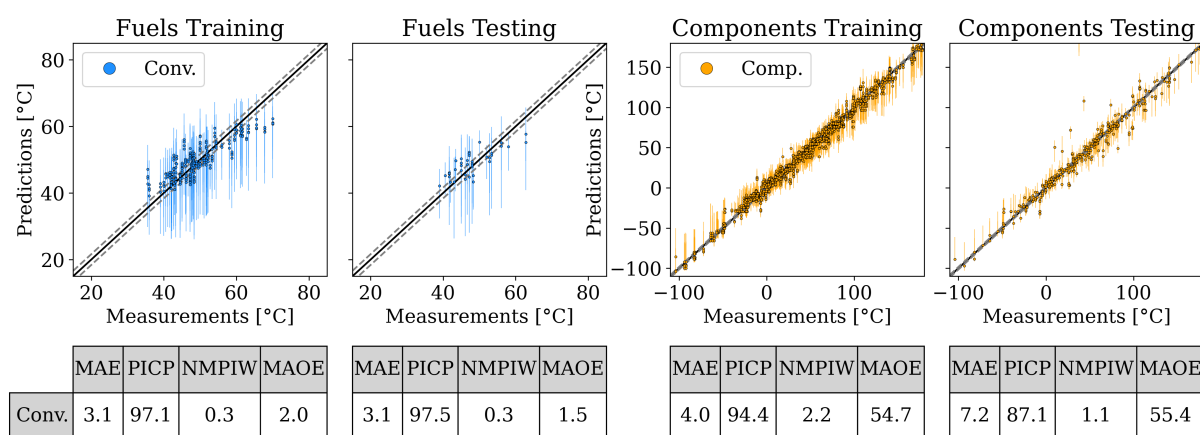 Fuels Training
Fuels Testing
Components Training
Components Testing
Conv.
Comp.
Predictions [°C]
80
60
40
20
20 40 60 80
20 40 60 80
Measurements [°C]
Measurements [°C]
Predictions [°C]
150
100
50
0
−50
−100
−100 0 100
−100 0 100
Measurements [°C]
Measurements [°C]
MAE PICP NMPIW MAOE
MAE PICP NMPIW MAOE
MAE PICP NMPIW MAOE
MAE PICP NMPIW MAOE
Conv. 3.1 97.1 0.3 2.0
3.1 97.5 0.3 1.5
4.0 94.4 2.2 54.7
7.2 87.1 1.1 55.4